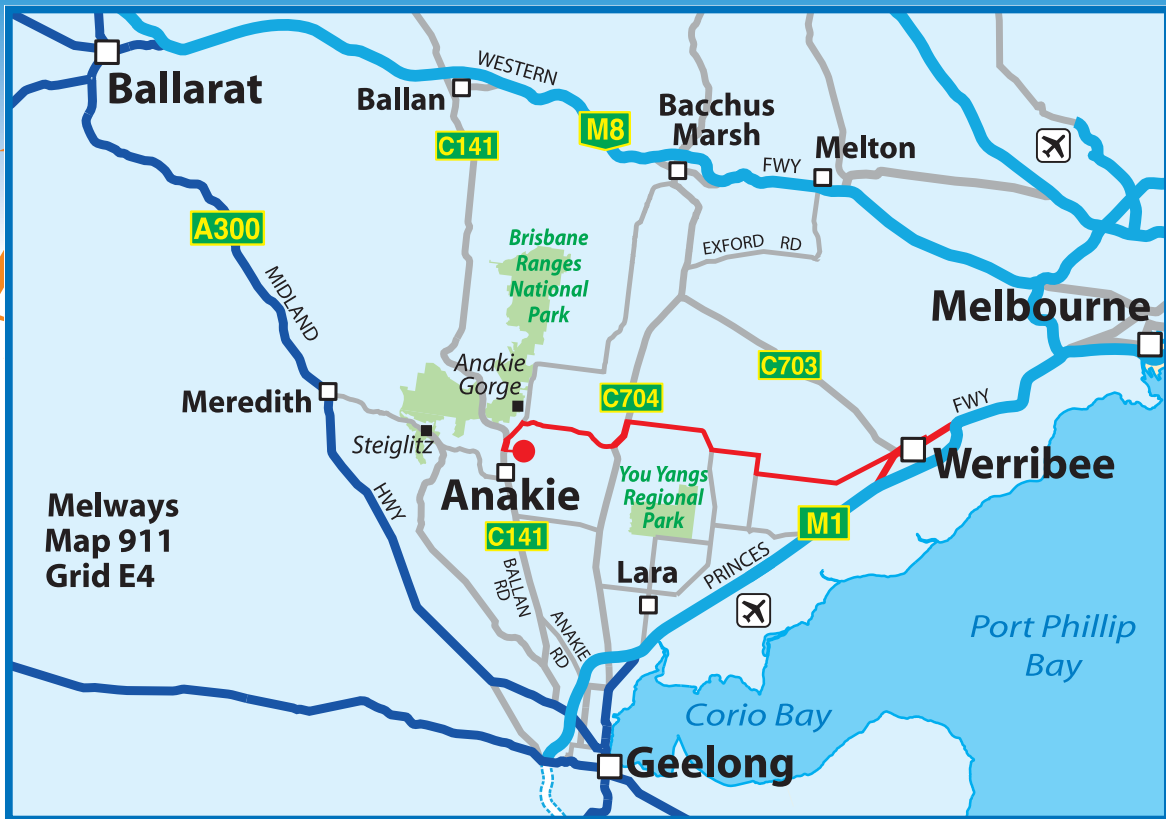 Ballarat
Ballan
WESTERN
M8
Bacchus
Marsh
FWY
Melton
C141
A300
MIDLAND
Brisbane
Ranges
National
Park
EXFORD RD
Melbourne
C703
Anakie
Gorge
C704
FWY
Meredith
Steiglitz
HWY
Werribee
You Yangs
Regional
Park
Anakie
Melways
Map 911
Grid E4
C141
M1
BALLAN
RD
ANAKIE
RD
Lara
PRINCES
Port Phillip
Bay
Corio Bay
Geelong